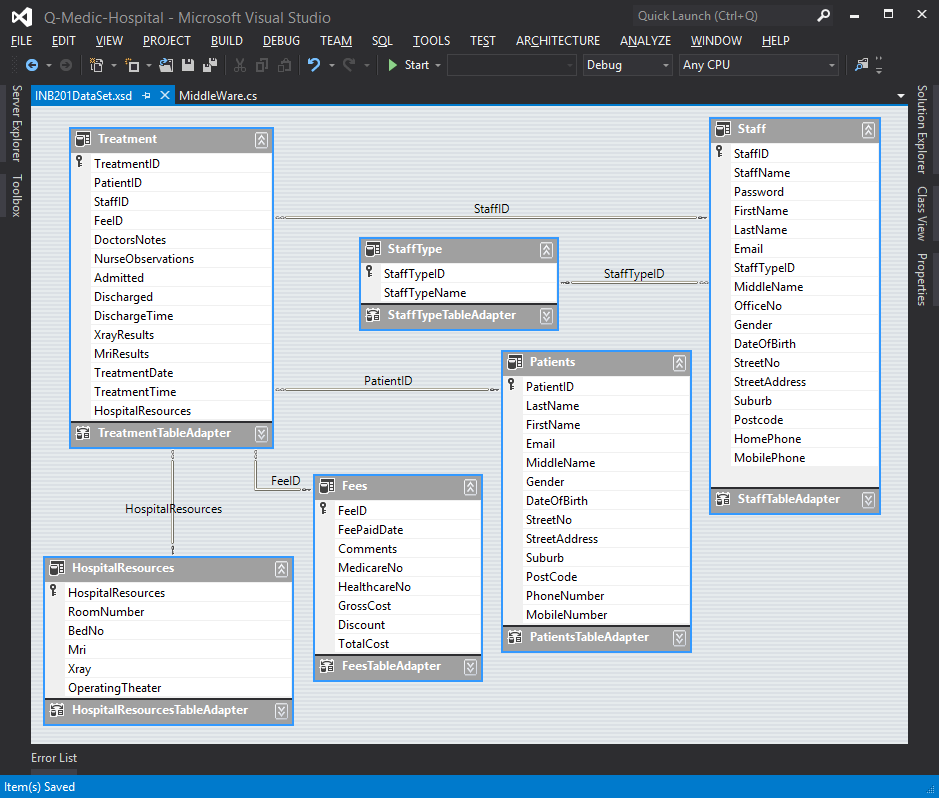 Q-Medic-Hospital - Microsoft Visual Studio
Quick Launch (Ctrl+Q)
FILE EDIT VIEW PROJECT BUILD DEBUG TEAM SQL TOOLS TEST ARCHITECTURE ANALYZE WINDOW HELP
Start Debug Any CPU
INB201DataSet.xsd MiddleWare.cs
Server Explorer
Toolbox
Solution Explorer
Class View
Properties
Treatment
TreatmentID
PatientID
StaffID
FeeID
DoctorsNotes
NurseObservations
Admitted
Discharged
DischargeTime
XrayResults
MriResults
TreatmentDate
TreatmentTime
HospitalResources
TreatmentTableAdapter
StaffID
StaffType
StaffTypeID
StaffTypeName
StaffTypeTableAdapter
StaffTypeID
Staff
StaffID
StaffName
Password
FirstName
LastName
Email
StaffTypeID
MiddleName
OfficeNo
Gender
DateOfBirth
StreetNo
StreetAddress
Suburb
Postcode
HomePhone
MobilePhone
StaffTableAdapter
PatientID
Patients
PatientID
LastName
FirstName
Email
MiddleName
Gender
DateOfBirth
StreetNo
StreetAddress
Suburb
PostCode
PhoneNumber
MobileNumber
PatientsTableAdapter
FeeID
HospitalResources
Fees
FeeID
FeePaidDate
Comments
MedicareNo
HealthcareNo
GrossCost
Discount
TotalCost
FeesTableAdapter
HospitalResources
HospitalResources
RoomNumber
BedNo
Mri
Xray
OperatingTheater
HospitalResourcesTableAdapter
Error List
Item(s) Saved